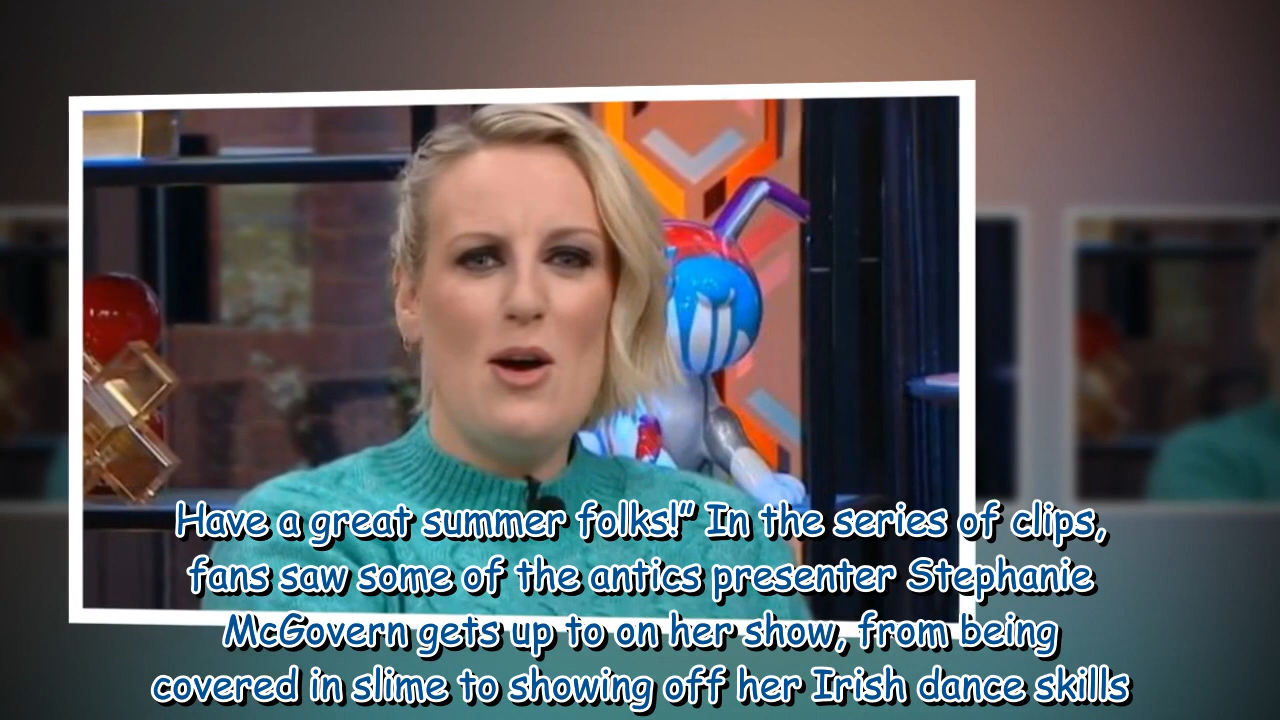 Have a great summer folks!” In the series of clips,
fans saw some of the antics presenter Stephanie
McGovern gets up to on her show, from being
covered in slime to showing off her Irish dance skills